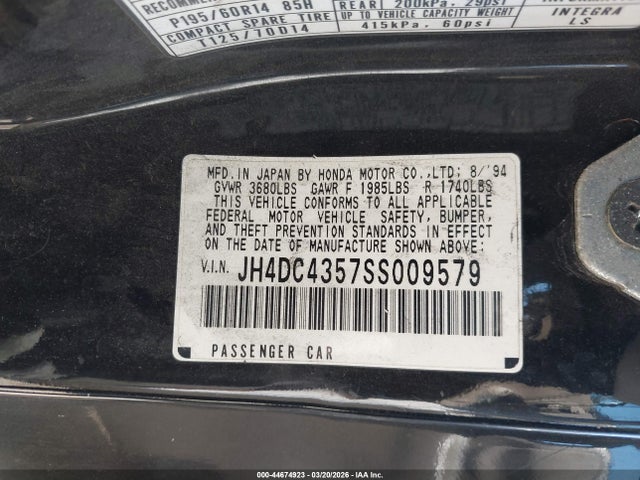 RECOMMEN
P195/60R14 85H
COMPACT SPARE TIRE
T125/70D14
REAR 200kPa. 29psi
UP TO VEHICLE CAPACITY WEIGHT
415kPa. 60psi
INTEGRA
LS
MFD.IN JAPAN BY HONDA MOTOR CO.,LTD; 8/'94
GVWR 3680LBS GAWR F 1985LBS R 1740LBS
THIS VEHICLE CONFORMS TO ALL APPLICABLE
FEDERAL MOTOR VEHICLE SAFETY, BUMPER,
AND THEFT PREVENTION STANDARDS IN EFFECT
ON THE DATE OF MANUFACTURE SHOWN ABOVE:
V.I.N. JH4DC4357SS009579
PASSENGER CAR
000-44674923 | 03/20/2026 | IAA Inc.